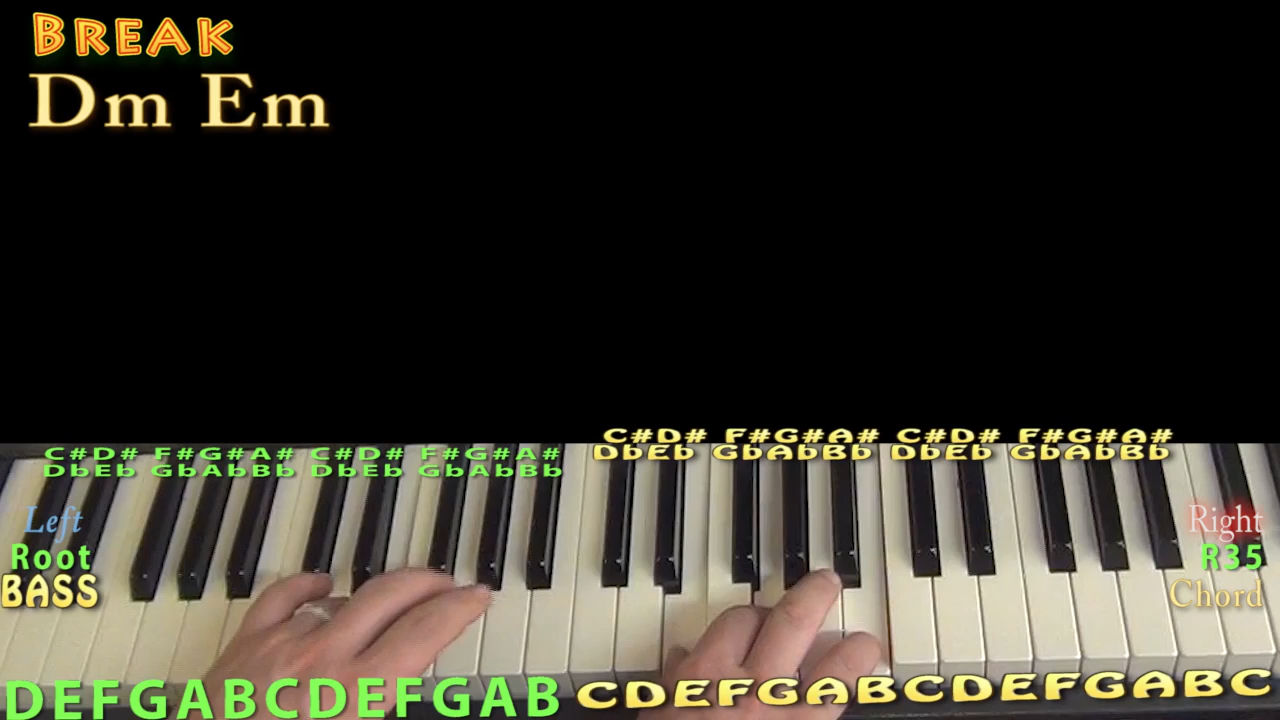 BREAK
Dm Em
C#D# F#G#A# C#D# F#G#A#
DbEb GbAbBb DbEb GbAbBb
C#D# F#G#A# C#D# F#G#A#
DbEb GbAbBb DbEb GbAbBb
Left
Root
BASS
Right
R35
Chord
DEFGABCDEFGAB
CDEFGABCDEFGABC